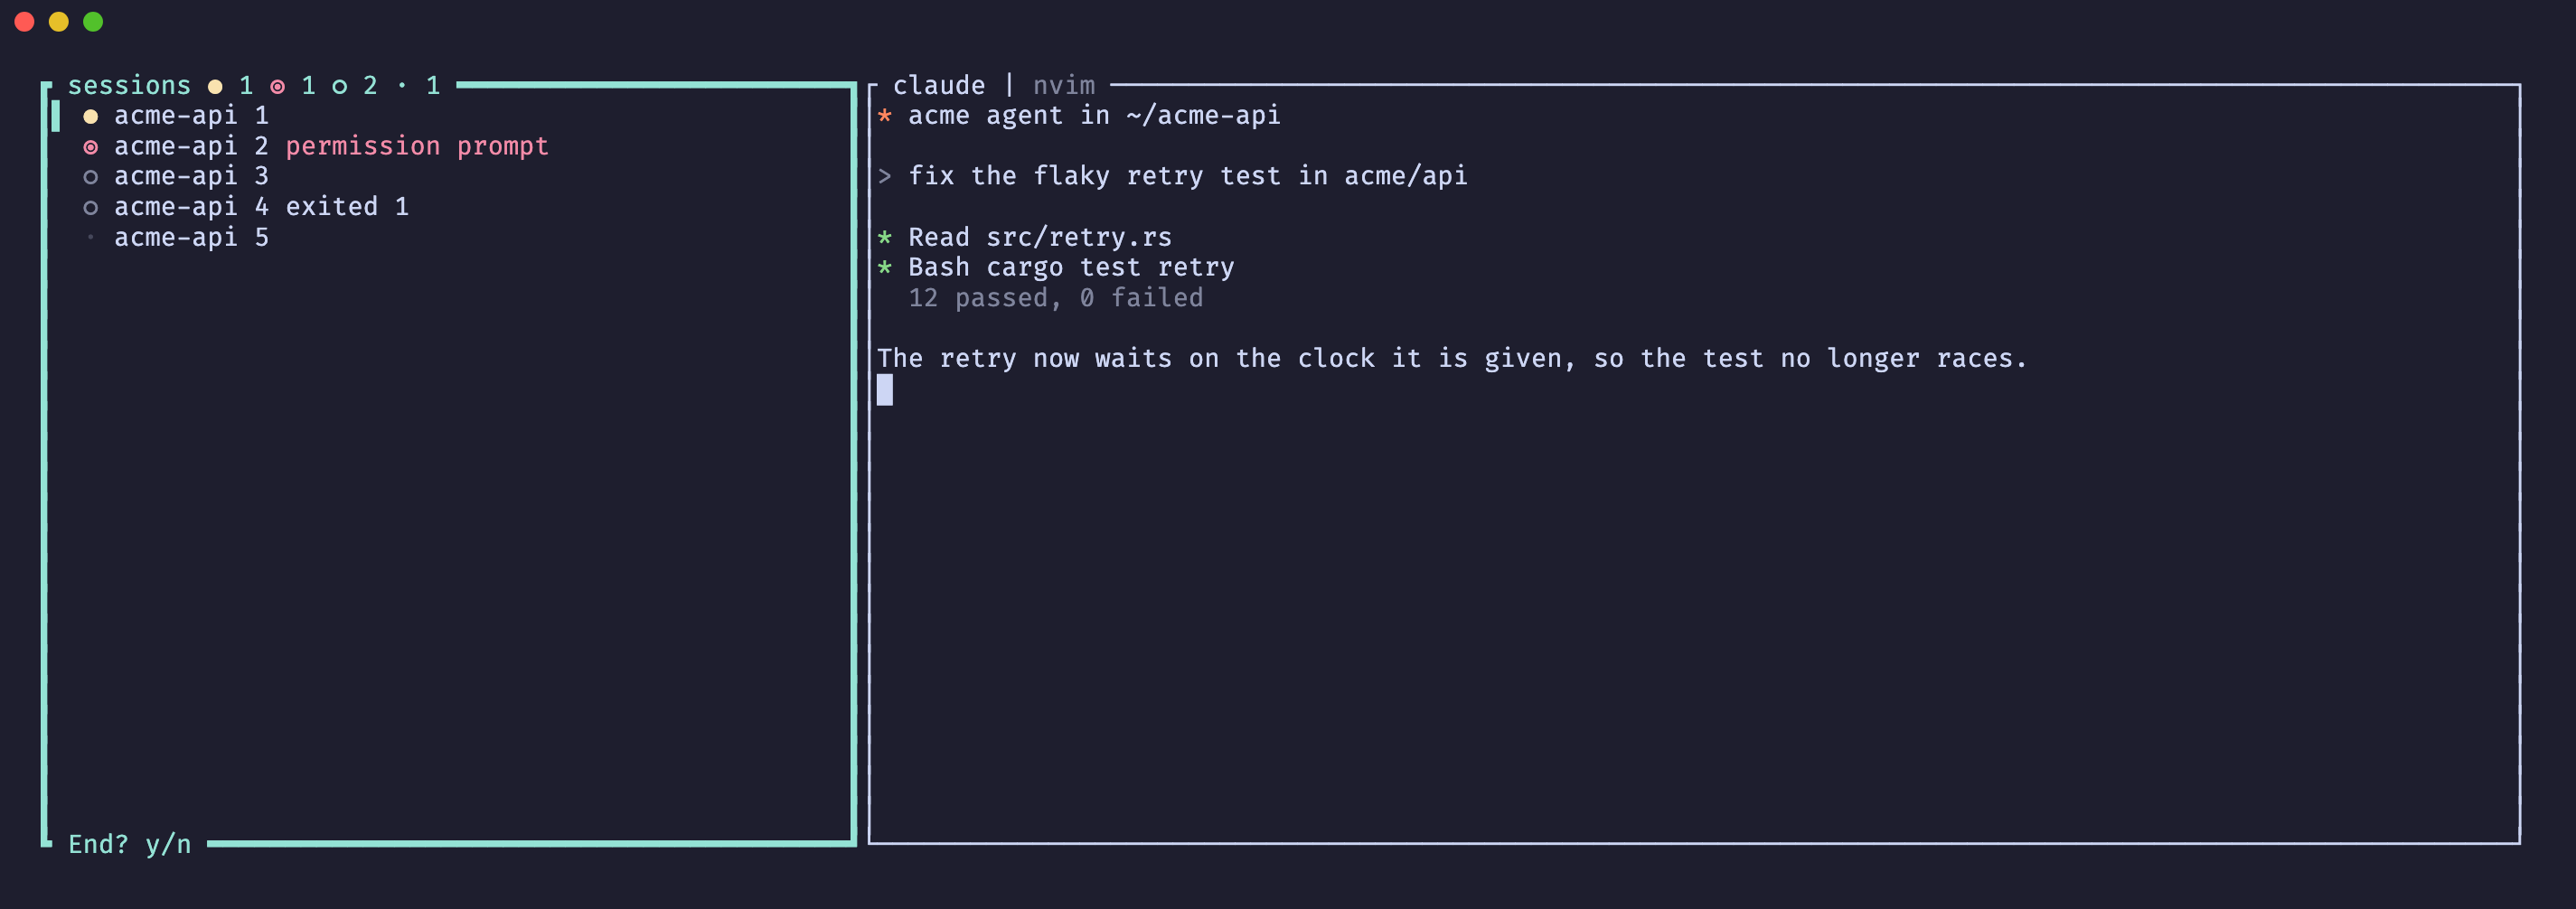 sessions ● 1 ◉ 1 ○ 2 · 1
● acme-api 1
◉ acme-api 2 permission prompt
○ acme-api 3
○ acme-api 4 exited 1
· acme-api 5
End? y/n
claude | nvim
* acme agent in ~/acme-api
> fix the flaky retry test in acme/api
* Read src/retry.rs
* Bash cargo test retry
12 passed, 0 failed
The retry now waits on the clock it is given, so the test no longer races.